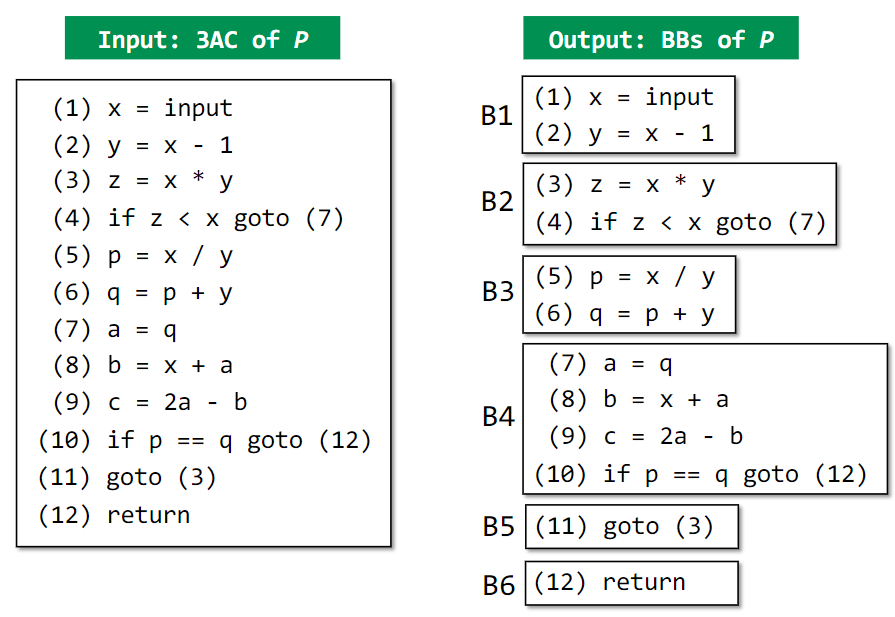 Input: 3AC of P
(1) x = input
(2) y = x - 1
(3) z = x * y
(4) if z < x goto (7)
(5) p = x / y
(6) q = p + y
(7) a = q
(8) b = x + a
(9) c = 2a - b
(10) if p == q goto (12)
(11) goto (3)
(12) return
Output: BBs of P
B1
(1) x = input
(2) y = x - 1
B2
(3) z = x * y
(4) if z < x goto (7)
B3
(5) p = x / y
(6) q = p + y
B4
(7) a = q
(8) b = x + a
(9) c = 2a - b
(10) if p == q goto (12)
B5
(11) goto (3)
B6
(12) return